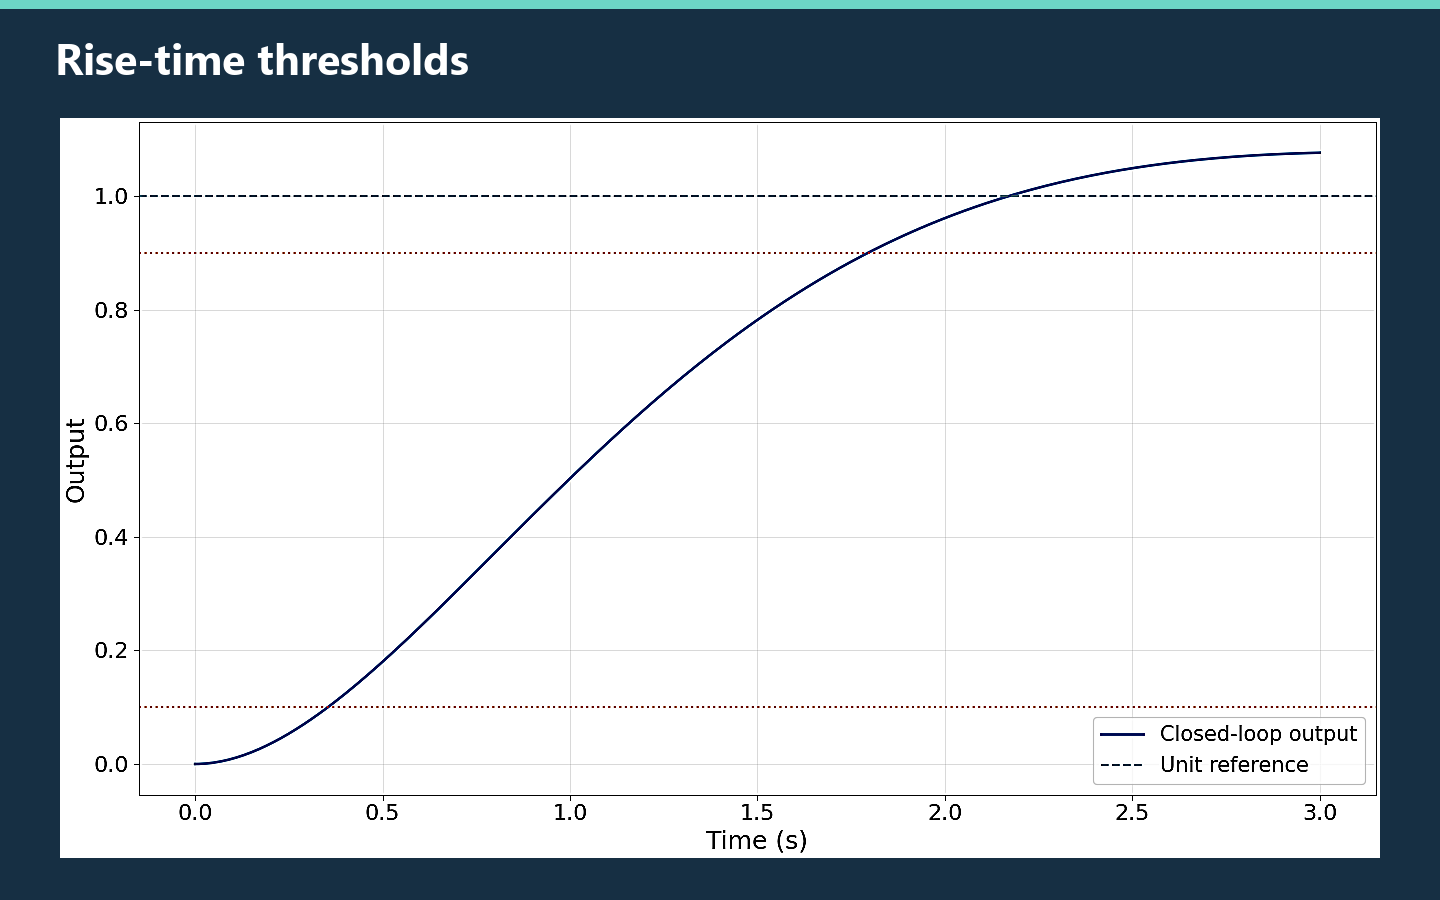 Rise-time thresholds
1.0
0.8
0.6
0.4
0.2
0.0
Output
Closed-loop output
Unit reference
0.0 0.5 1.0 1.5 2.0 2.5 3.0
Time (s)